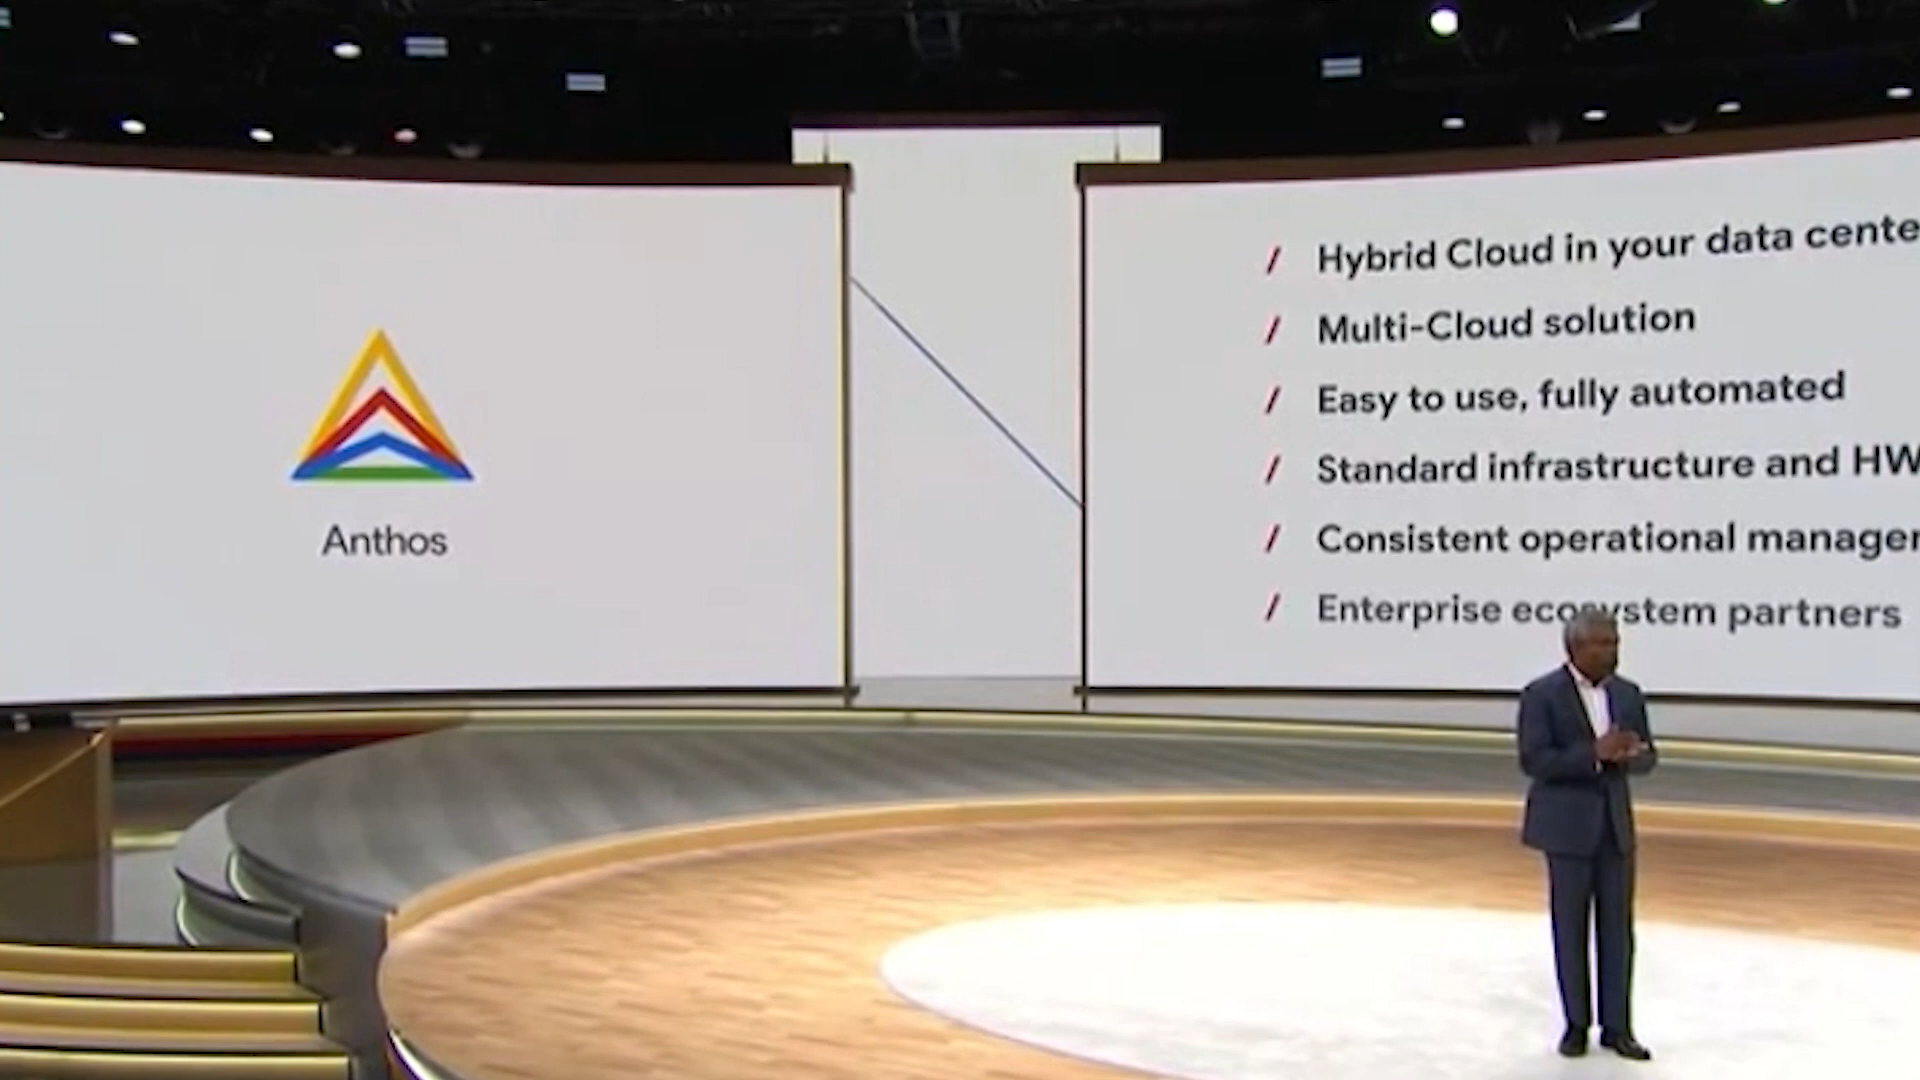 Anthos
/ Hybrid Cloud in your data cente
/ Multi-Cloud solution
/ Easy to use, fully automated
/ Standard infrastructure and HW
/ Consistent operational manage
/ Enterprise ecosystem partners